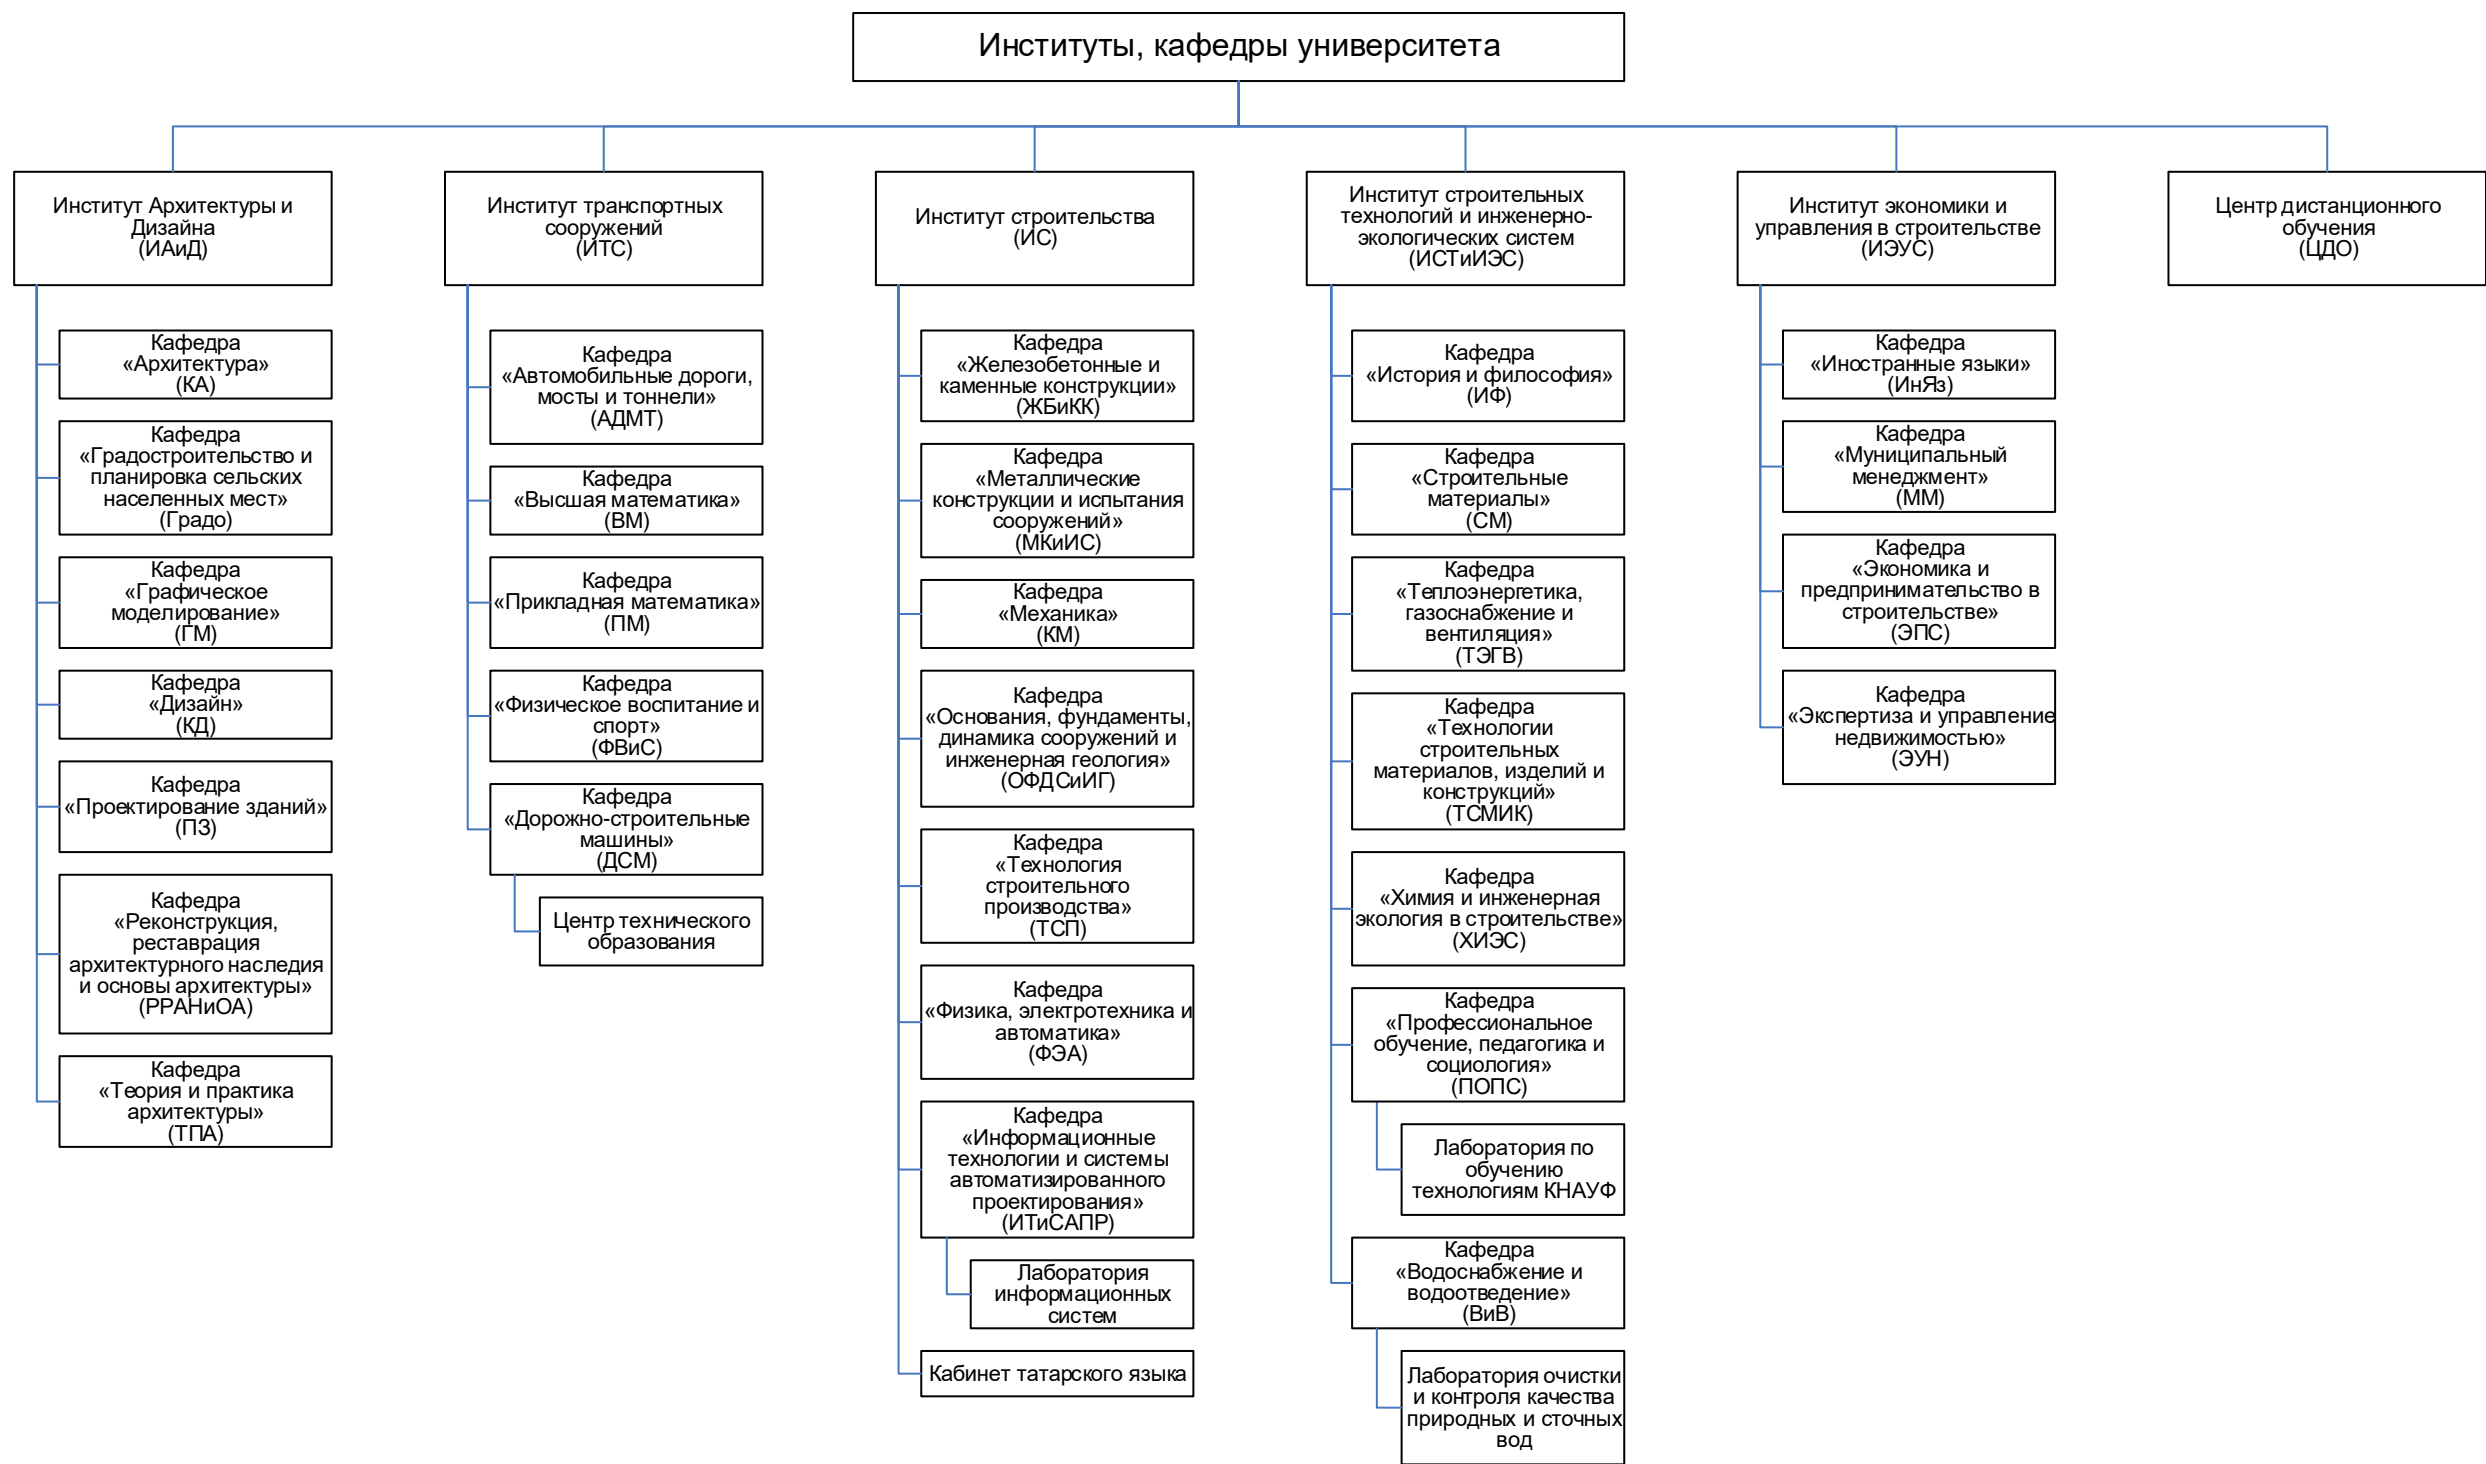 Институты, кафедры университета
Институт Архитектуры и
Дизайна
(ИАиД)
Кафедра
«Архитектура»
(КА)
Кафедра
«Градостроительство и
планировка сельских
населенных мест»
(Градо)
Кафедра
«Графическое
моделирование»
(ГМ)
Кафедра
«Дизайн»
(КД)
Кафедра
«Проектирование зданий»
(ПЗ)
Кафедра
«Реконструкция,
реставрация
архитектурного наследия
и основы архитектуры»
(РРАНиОА)
Кафедра
«Теория и практика
архитектуры»
(ТПА)
Институт транспортных
сооружений
(ИТС)
Кафедра
«Автомобильные дороги,
мосты и тоннели»
(АДМТ)
Кафедра
«Высшая математика»
(ВМ)
Кафедра
«Прикладная математика»
(ПМ)
Кафедра
«Физическое воспитание и
спорт»
(ФВиС)
Кафедра
«Дорожно-строительные
машины»
(ДСМ)
Центр технического
образования
Институт строительства
(ИС)
Кафедра
«Железобетонные и
каменные конструкции»
(ЖБиКК)
Кафедра
«Металлические
конструкции и испытания
сооружений»
(МКиИС)
Кафедра
«Механика»
(КМ)
Кафедра
«Основания, фундаменты,
динамика сооружений и
инженерная геология»
(ОФДСиИГ)
Кафедра
«Технология
строительного
производства»
(ТСП)
Кафедра
«Физика, электротехника и
автоматика»
(ФЭА)
Кафедра
«Информационные
технологии и системы
автоматизированного
проектирования»
(ИТиСАПР)
Лаборатория
информационных
систем
Кабинет татарского языка
Институт строительных
технологий и инженерно-
экологических систем
(ИСТиИЭС)
Кафедра
«История и философия»
(ИФ)
Кафедра
«Строительные
материалы»
(СМ)
Кафедра
«Теплоэнергетика,
газоснабжение и
вентиляция»
(ТЭГВ)
Кафедра
«Технологии
строительных
материалов, изделий и
конструкций»
(ТСМИК)
Кафедра
«Химия и инженерная
экология в строительстве»
(ХИЭС)
Кафедра
«Профессиональное
обучение, педагогика и
социология»
(ПОПС)
Лаборатория по
обучению
технологиям КНАУФ
Кафедра
«Водоснабжение и
водоотведение»
(ВиВ)
Лаборатория очистки
и контроля качества
природных и сточных
вод
Институт экономики и
управления в строительстве
(ИЭУС)
Кафедра
«Иностранные языки»
(ИнЯз)
Кафедра
«Муниципальный
менеджмент»
(ММ)
Кафедра
«Экономика и
предпринимательство в
строительстве»
(ЭПС)
Кафедра
«Экспертиза и управление
недвижимостью»
(ЭУН)
Центр дистанционного
обучения
(ЦДО)